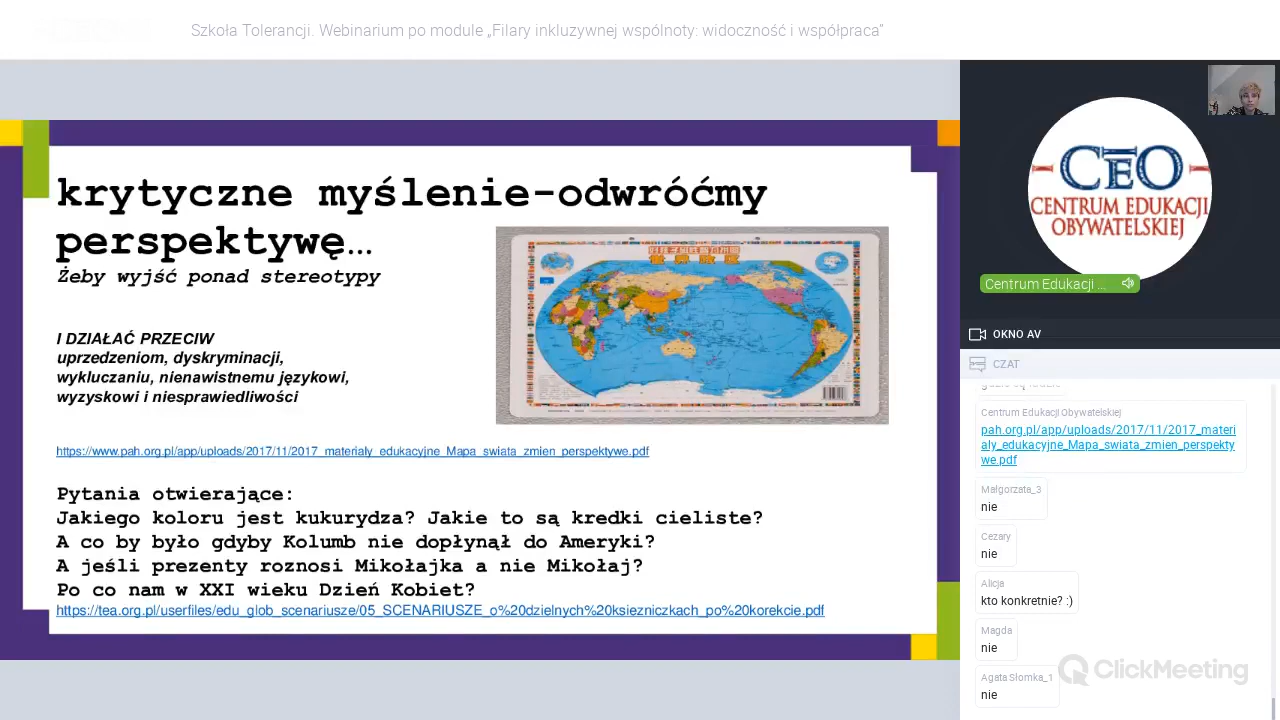 Szkoła Tolerancji. Webinarium po module „Filary inkluzywnej wspólnoty: widoczność i współpraca”
krytyczne myślenie-odwróćmy
perspektywę…
Żeby wyjść ponad stereotypy
I DZIAŁAĆ PRZECIW
uprzedzeniom, dyskryminacji,
wykluczaniu, nienawistnemu językowi,
wyzyskowi i niesprawiedliwości
https://www.pah.org.pl/app/uploads/2017/11/2017_materiały_edukacyjne_Mapa_swiata_zmien_perspektywe.pdf
Pytania otwierające:
Jakiego koloru jest kukurydza? Jakie to są kredki cieliste?
A co by było gdyby Kolumb nie dopłynął do Ameryki?
A jeśli prezenty roznosi Mikołajka a nie Mikołaj?
Po co nam w XXI wieku Dzień Kobiet?
https://tea.org.pl/userfiles/edu_glob_scenariusze/05_SCENARIUSZE_o%20dzielnych%20ksiezniczkach_po%20korekcie.pdf
CEO
CENTRUM EDUKACJI
OBYWATELSKIEJ
Centrum Edukacji ...
OKNO AV
CZAT
Centrum Edukacji Obywatelskiej
pah.org.pl/app/uploads/2017/11/2017_materi
aly_edukacyjne_Mapa_swiata_zmien_perspekty
we.pdf
Małgorzata_3
nie
Cezary
nie
Alicja
kto konkretnie? :)
Magda
nie
Agata Słomka_1
nie
ClickMeeting